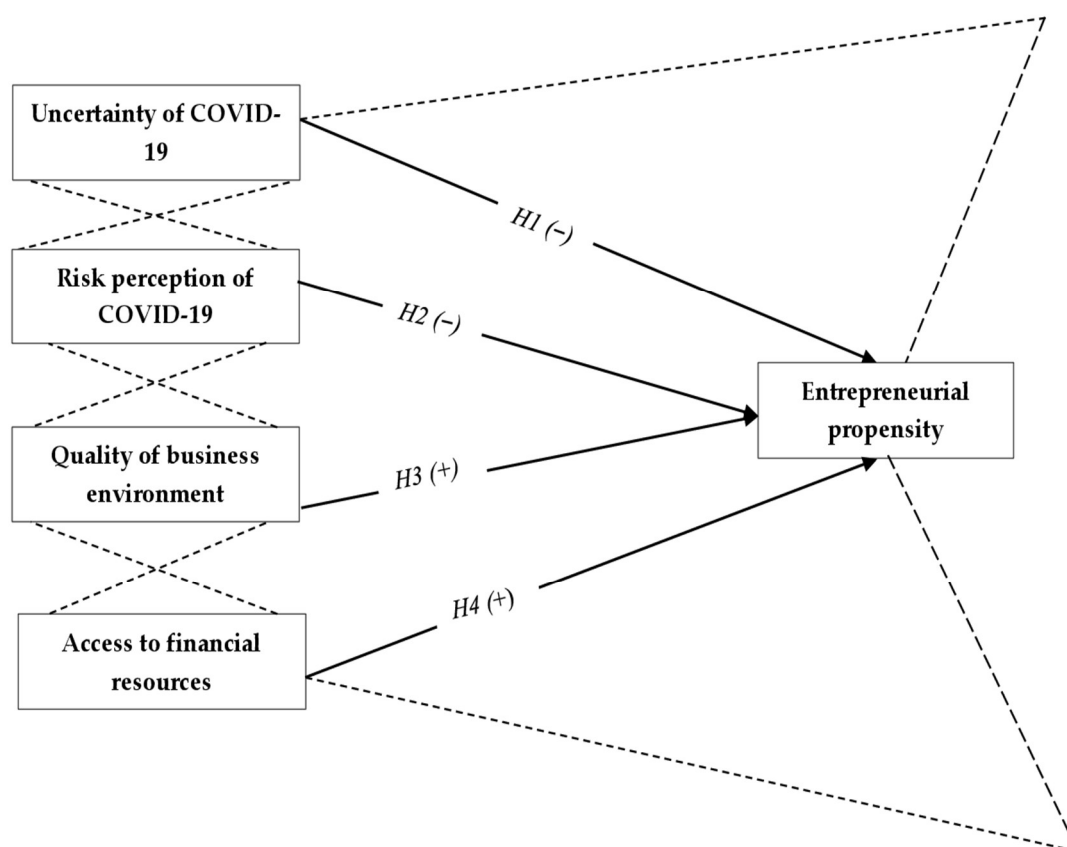 Uncertainty of COVID-
19
H1 (−)
Risk perception of
COVID-19
H2 (−)
Entrepreneurial
propensity
Quality of business
environment
H3 (+)
H4 (+)
Access to financial
resources